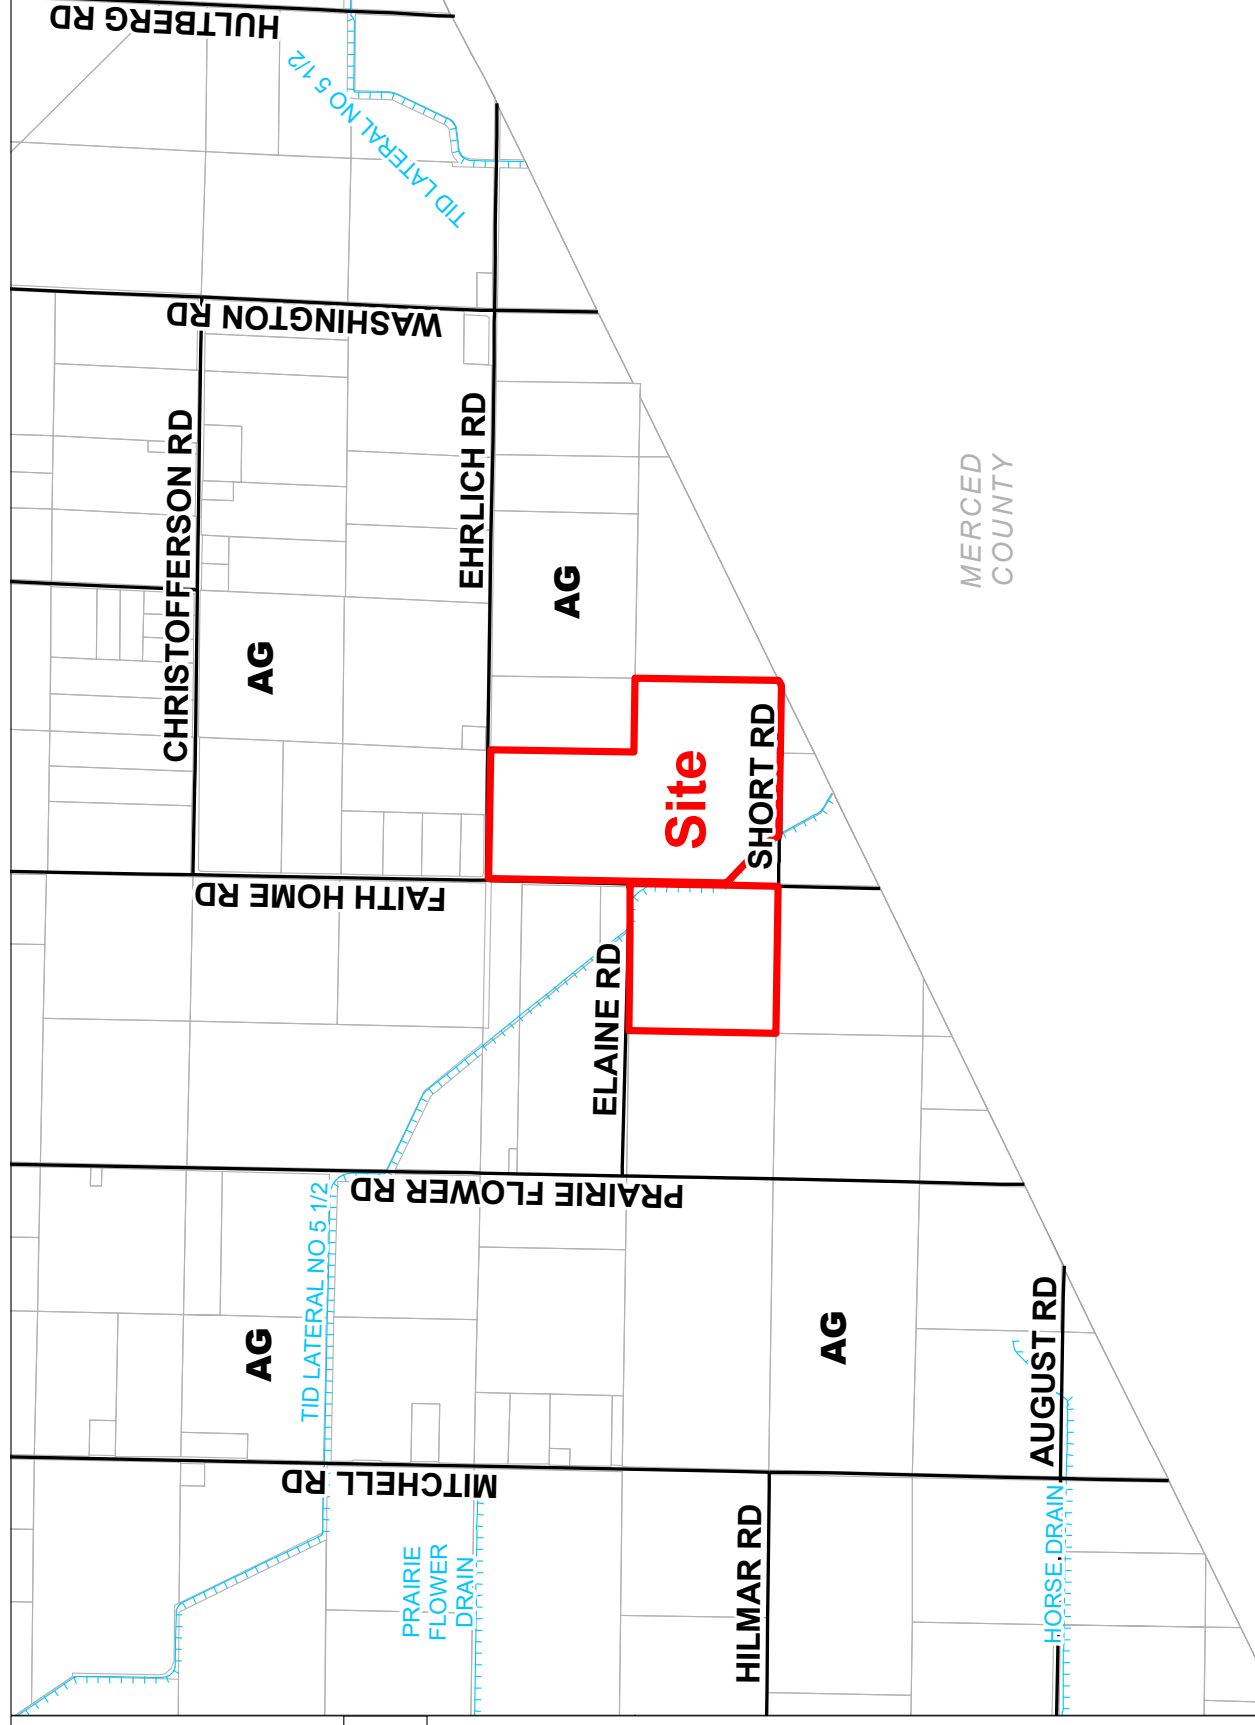 HULTBERG RD
TID LATERAL NO 5 1/2
WASHINGTON RD
CHRISTOFFERSON RD
EHRLICH RD
MERCED
COUNTY
AG
AG
SHORT RD
Site
FAITH HOME RD
ELAINE RD
PRAIRIE FLOWER RD
TID LATERAL NO 5 1/2
AG
AG
AUGUST RD
MITCHELL RD
HILMAR RD
PRAIRIE
FLOWER
DRAIN
HORSE DRAIN